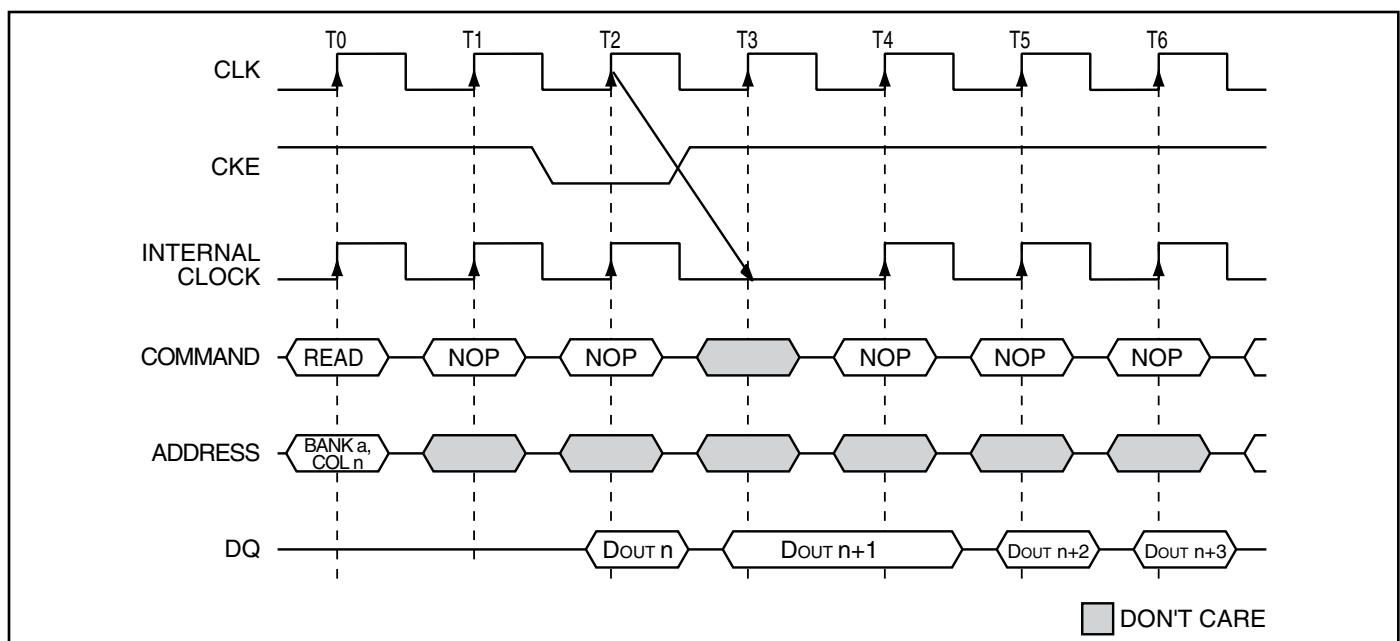 T0 T1 T2 T3 T4 T5 T6
CLK
CKE
INTERNAL
CLOCK
COMMAND READ NOP NOP NOP NOP NOP
ADDRESS BANK a,
COL n
DQ DOUT n DOUT n+1 DOUT n+2 DOUT n+3
DON'T CARE